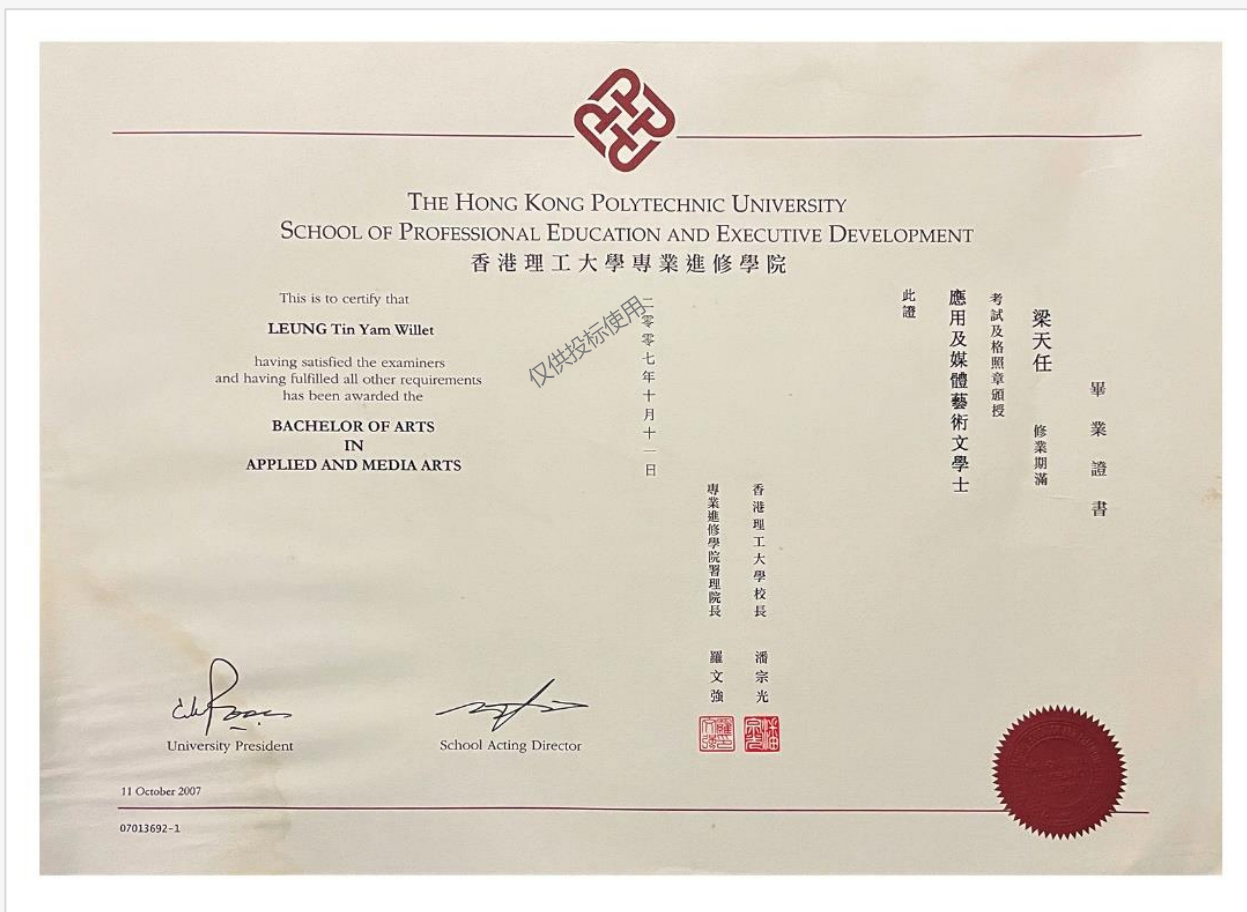 THE HONG KONG POLYTECHNIC UNIVERSITY
SCHOOL OF PROFESSIONAL EDUCATION AND EXECUTIVE DEVELOPMENT
香港理工大學專業進修學院
This is to certify that
LEUNG Tin Yam Willet
having satisfied the examiners
and having fulfilled all other requirements
has been awarded the
BACHELOR OF ARTS
IN
APPLIED AND MEDIA ARTS
畢業證書
梁天任 修業期滿
考試及格照章頒授
應用及媒體藝術文學士
此證
香港理工大學校長 潘宗光
專業進修學院署理院長 羅文強
二零零七年十月十一日
仅供投标使用
University President
School Acting Director
11 October 2007
07013692-1